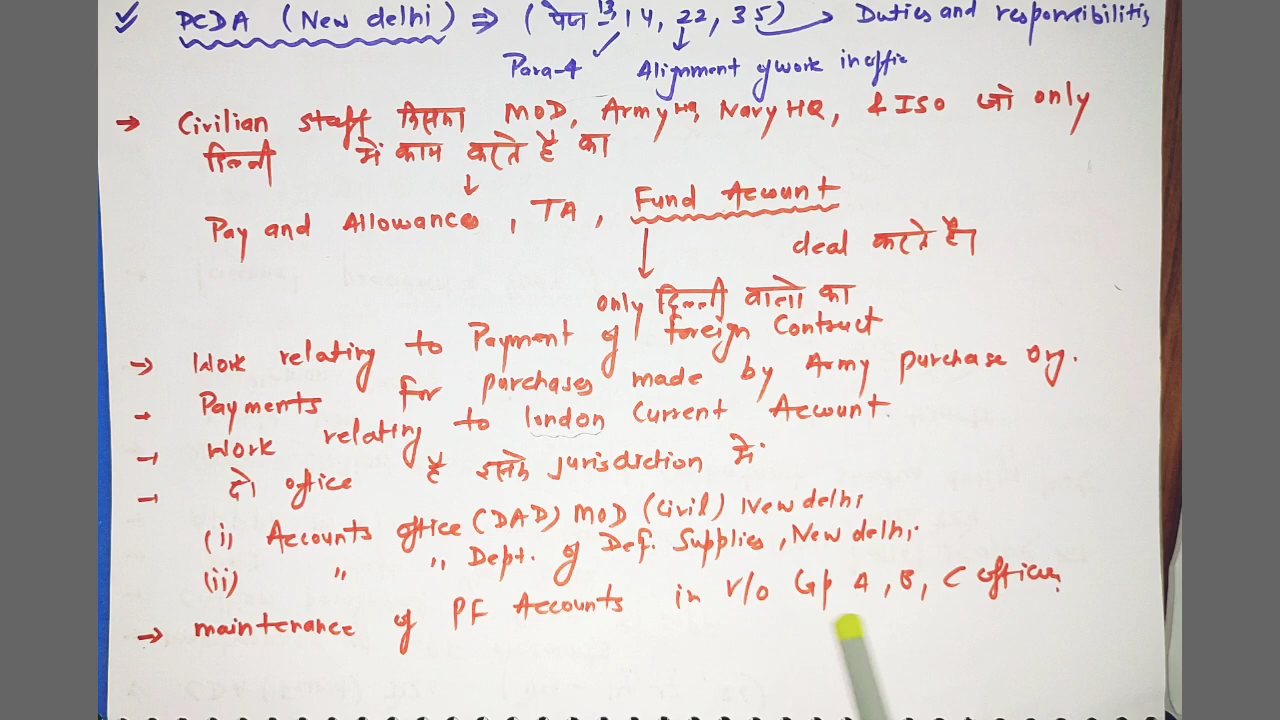 PCDA (New delhi) ⇒ (पेज 13, 14, 22, 35) → Duties and responsibilitis
Para-4 Alignment of work in offic
→ Civilian staff किसका MOD, Army HQ, Navy HQ, & ISO जो only
दिल्ली में काम करते है का
↓
Pay and Allowances, TA, Fund Account
deal करते है।
only दिल्ली वालो का
→ Work relating to Payment of foreign Contract
→ Payments for purchases made by Army purchase Org.
→ Work relating to london Current Account.
→ दो office है इसके jurisdiction में
(i) Accounts office (DAD) MOD (Civil) New delhi
(ii) " " Dept. of Def. Supplies, New delhi.
→ maintenance of PF Accounts in r/o Gp A, B, C officers.